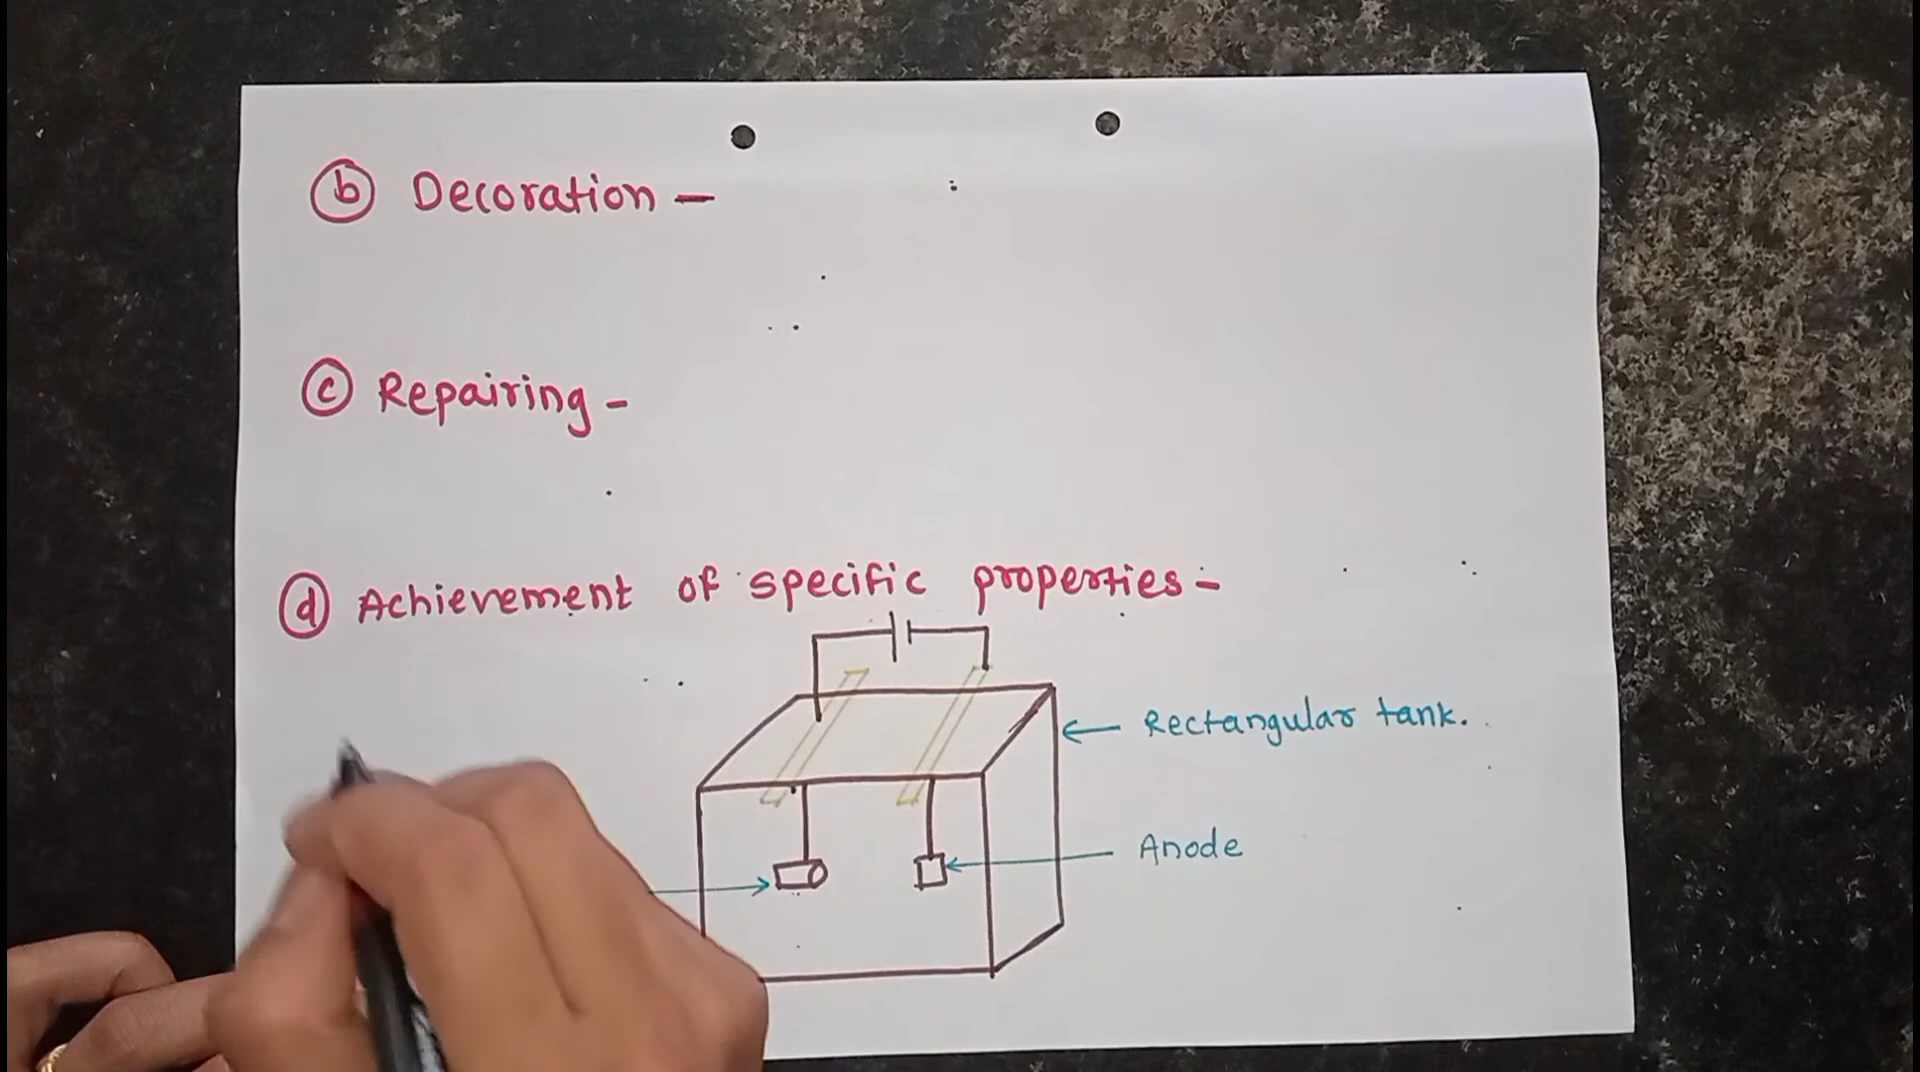 b Decoration -
c Repairing -
d Achievement of specific properties -
Rectangular tank.
Anode